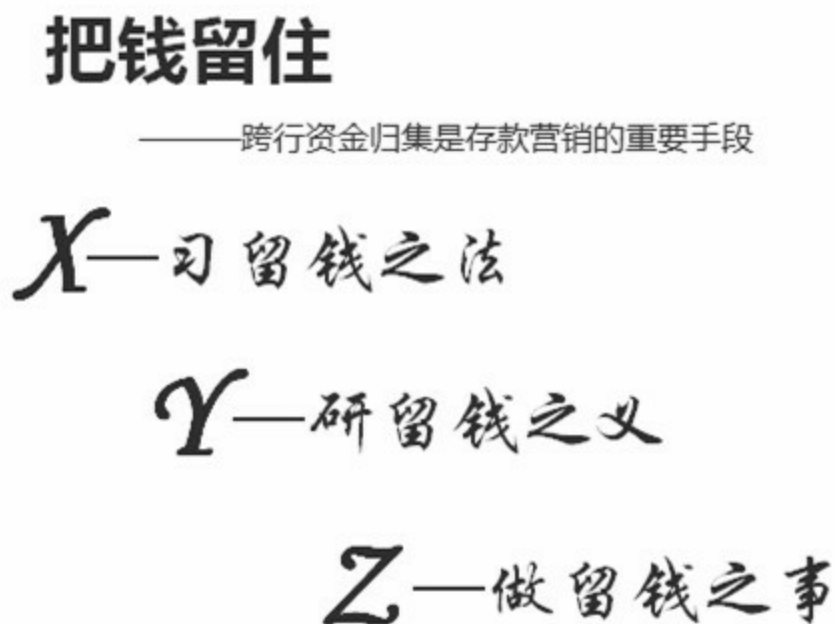 把钱留住
———跨行资金归集是存款营销的重要手段
X—习留钱之法
Y—研留钱之义
Z—做留钱之事